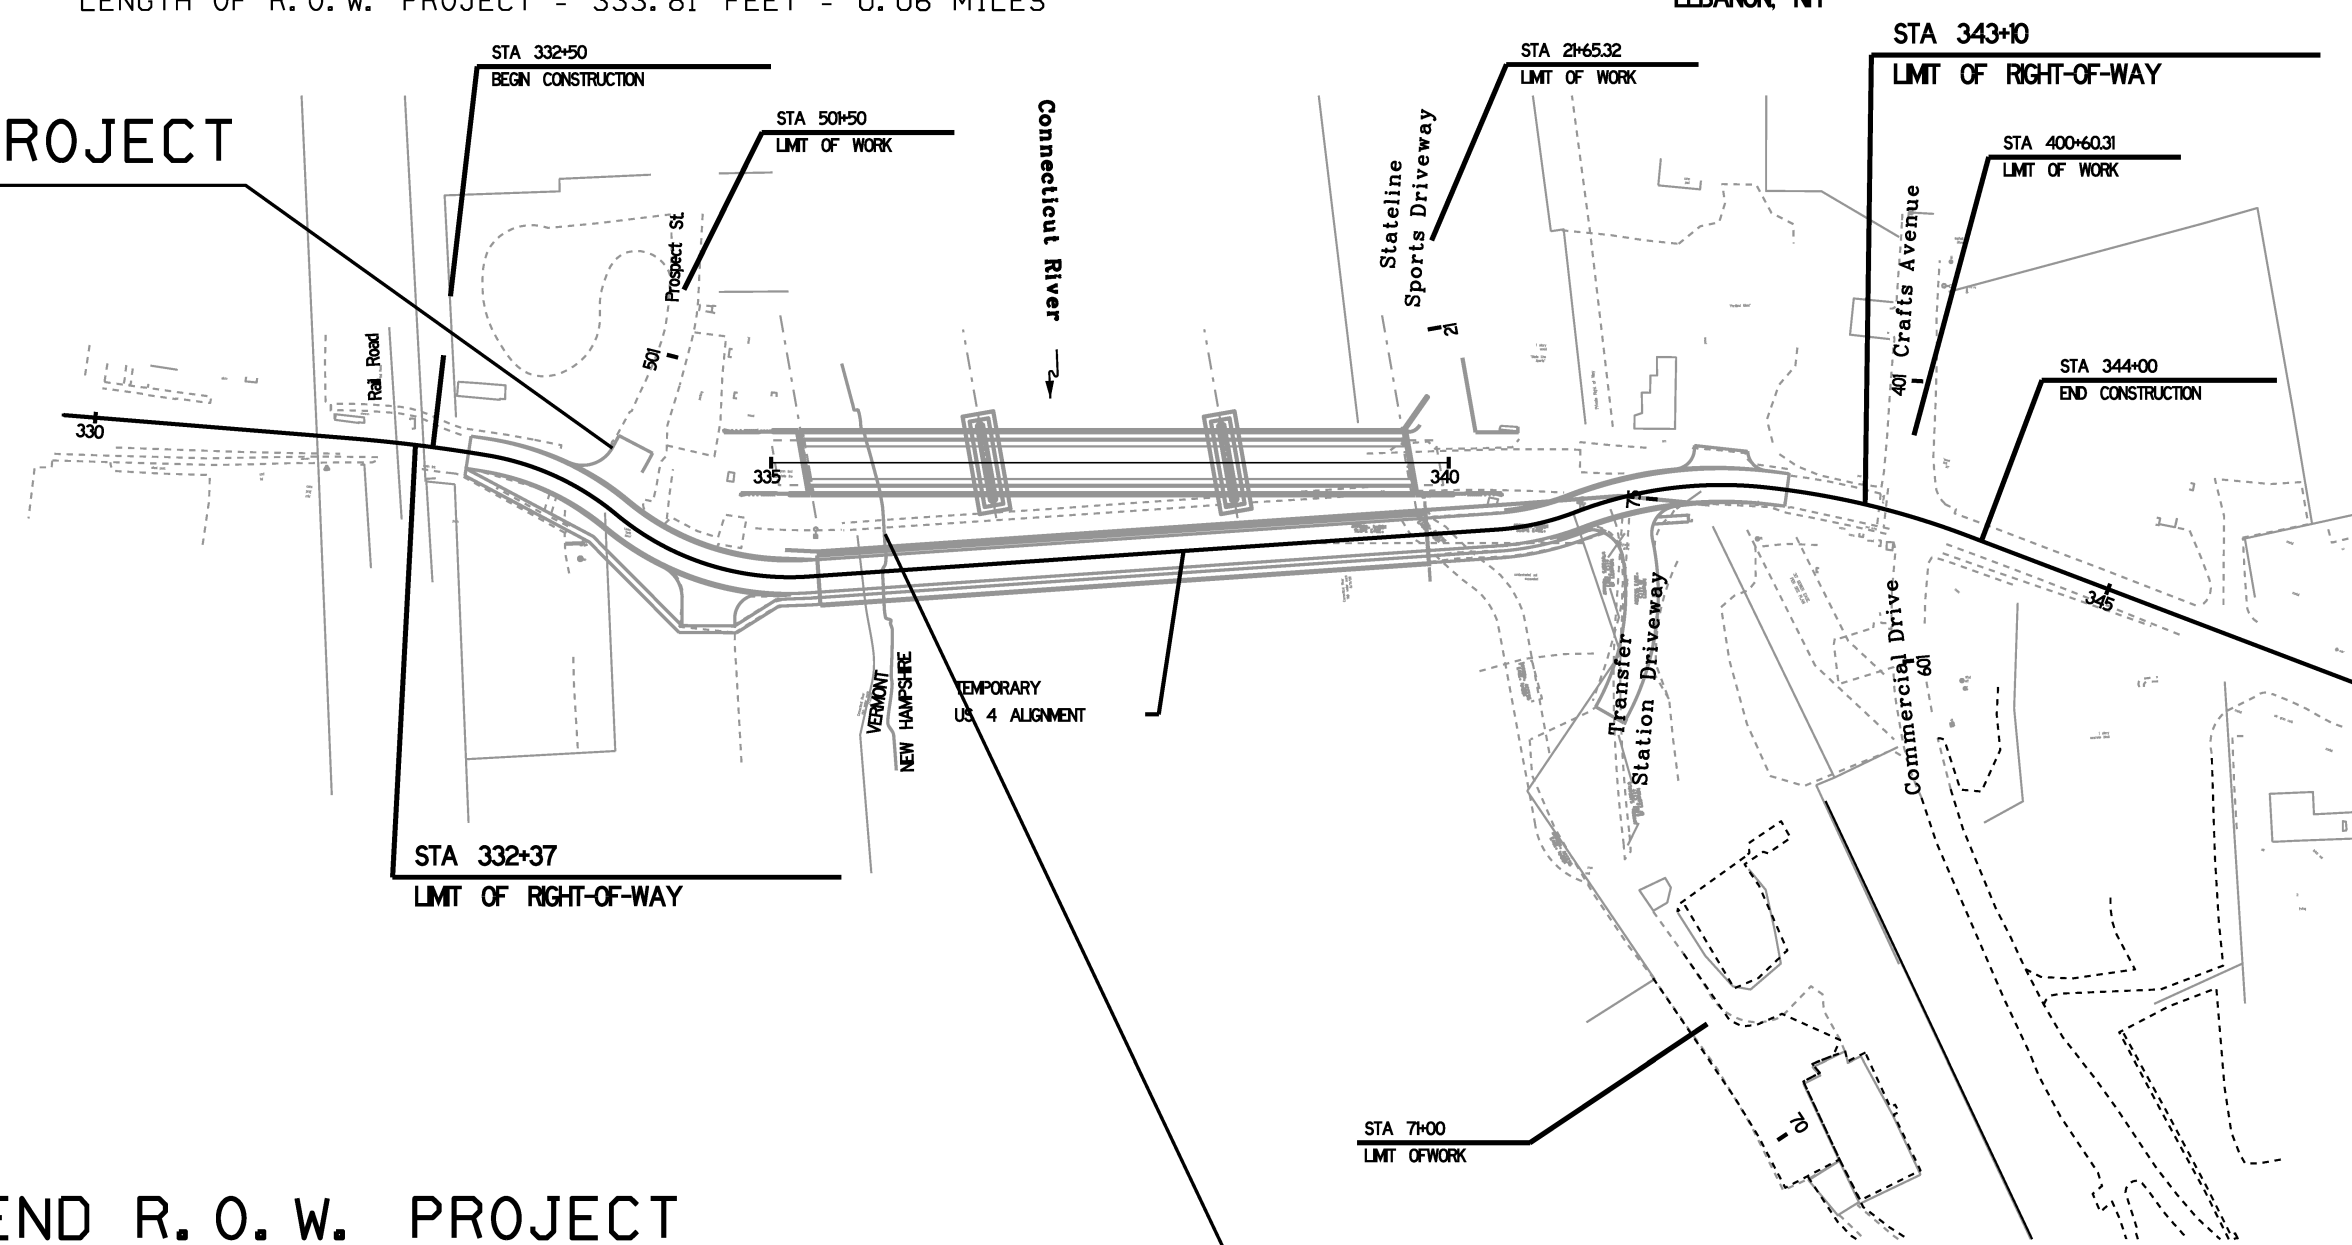 LENGTH OF R.O.W. PROJECT - 333.81 FEET - 0.06 MILES
LEBANON, NH
STA 343+10
LIMIT OF RIGHT-OF-WAY
STA 332+50
BEGIN CONSTRUCTION
STA 21+65.32
LIMIT OF WORK
STA 501+50
LIMIT OF WORK
ROJECT
STA 400+60.31
LIMIT OF WORK
Connecticut River
Stateline
Sports Driveway
Crafts Avenue
Prospect St.
Rail Road
501
21
401
STA 344+00
END CONSTRUCTION
330
335
340
75
345
601
VERMONT
NEW HAMPSHIRE
TEMPORARY
US 4 ALIGNMENT
Transfer
Station Driveway
Commercial Drive
STA 332+37
LIMIT OF RIGHT-OF-WAY
STA 71+00
LIMIT OFWORK
70
END R.O.W. PROJECT